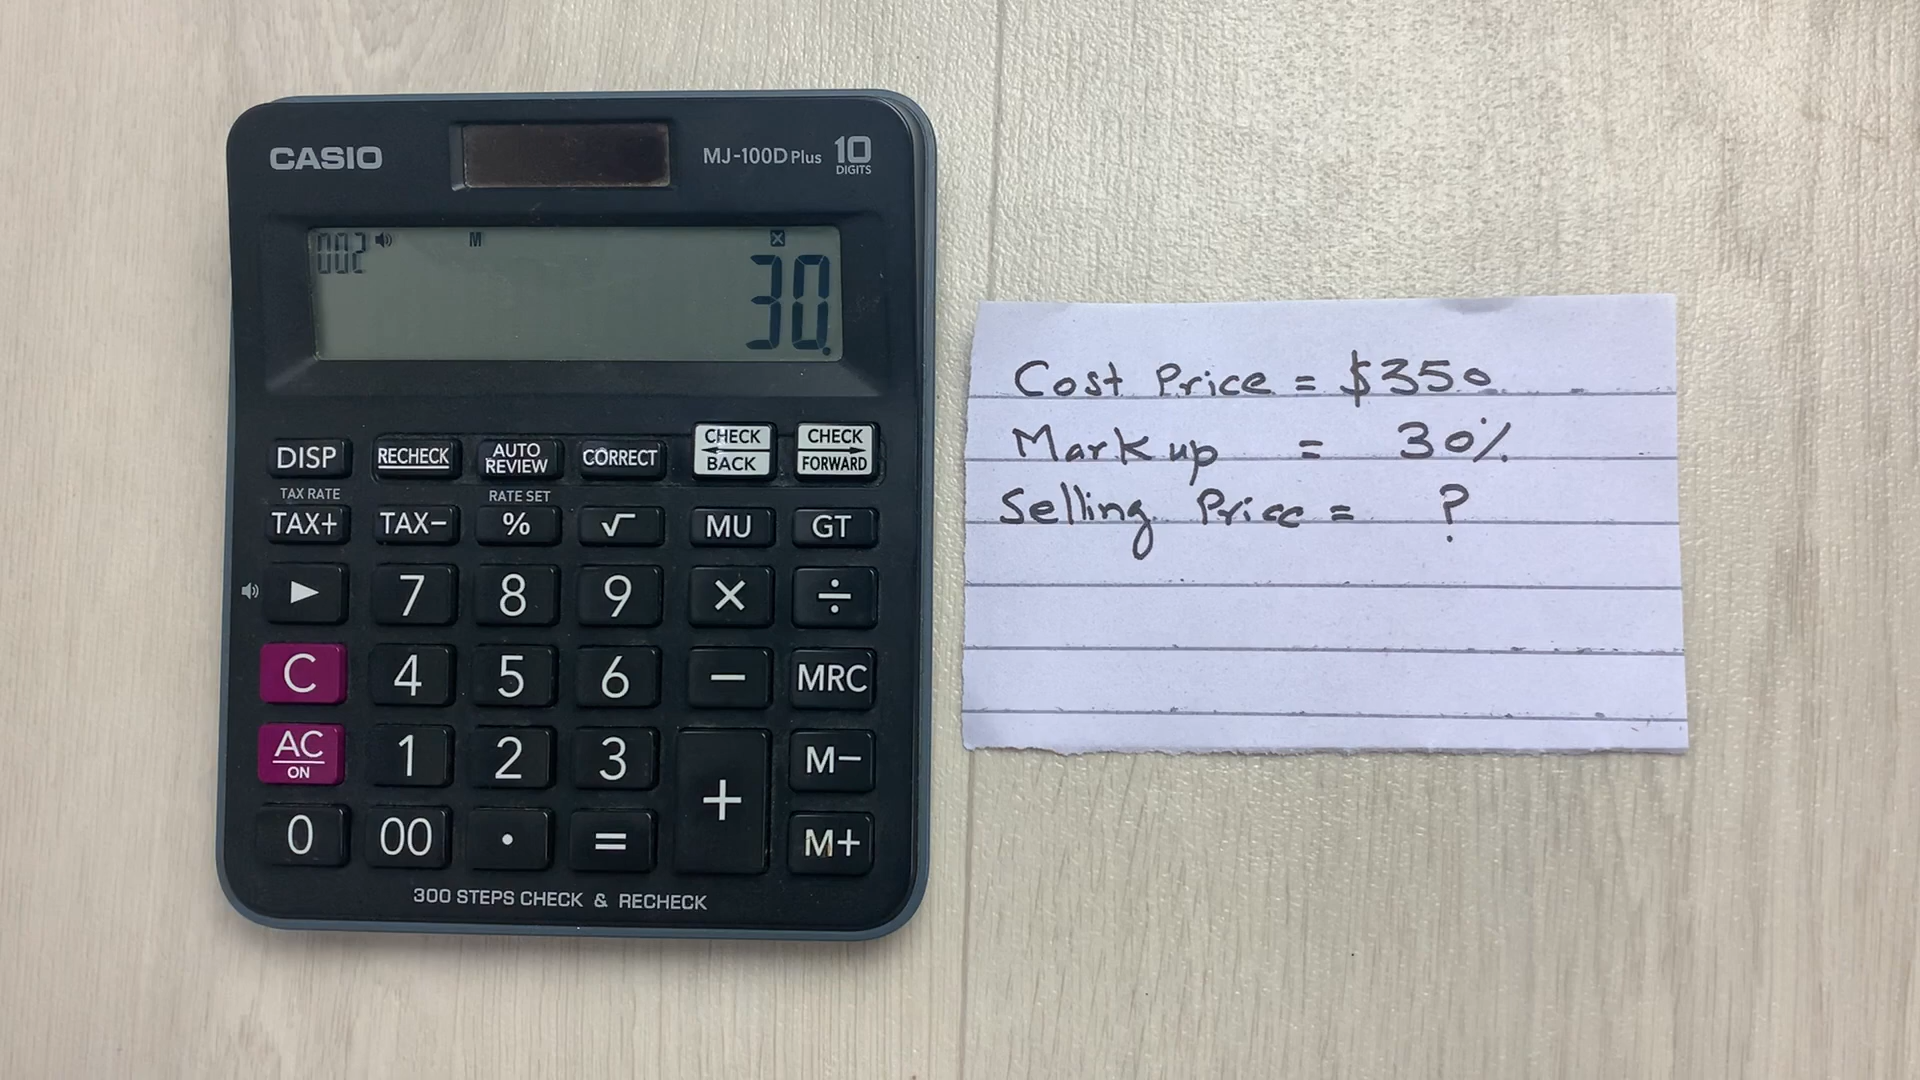 CASIO
MJ-100D Plus 10 DIGITS
002 M
30.
DISP RECHECK AUTO REVIEW CORRECT CHECK BACK CHECK FORWARD
TAX RATE RATE SET
TAX+ TAX− % √ MU GT
▶ 7 8 9 × ÷
C 4 5 6 − MRC
AC ON 1 2 3 + M−
0 00 · = M+
300 STEPS CHECK & RECHECK
Cost Price = $350
Mark up = 30%
Selling Price = ?